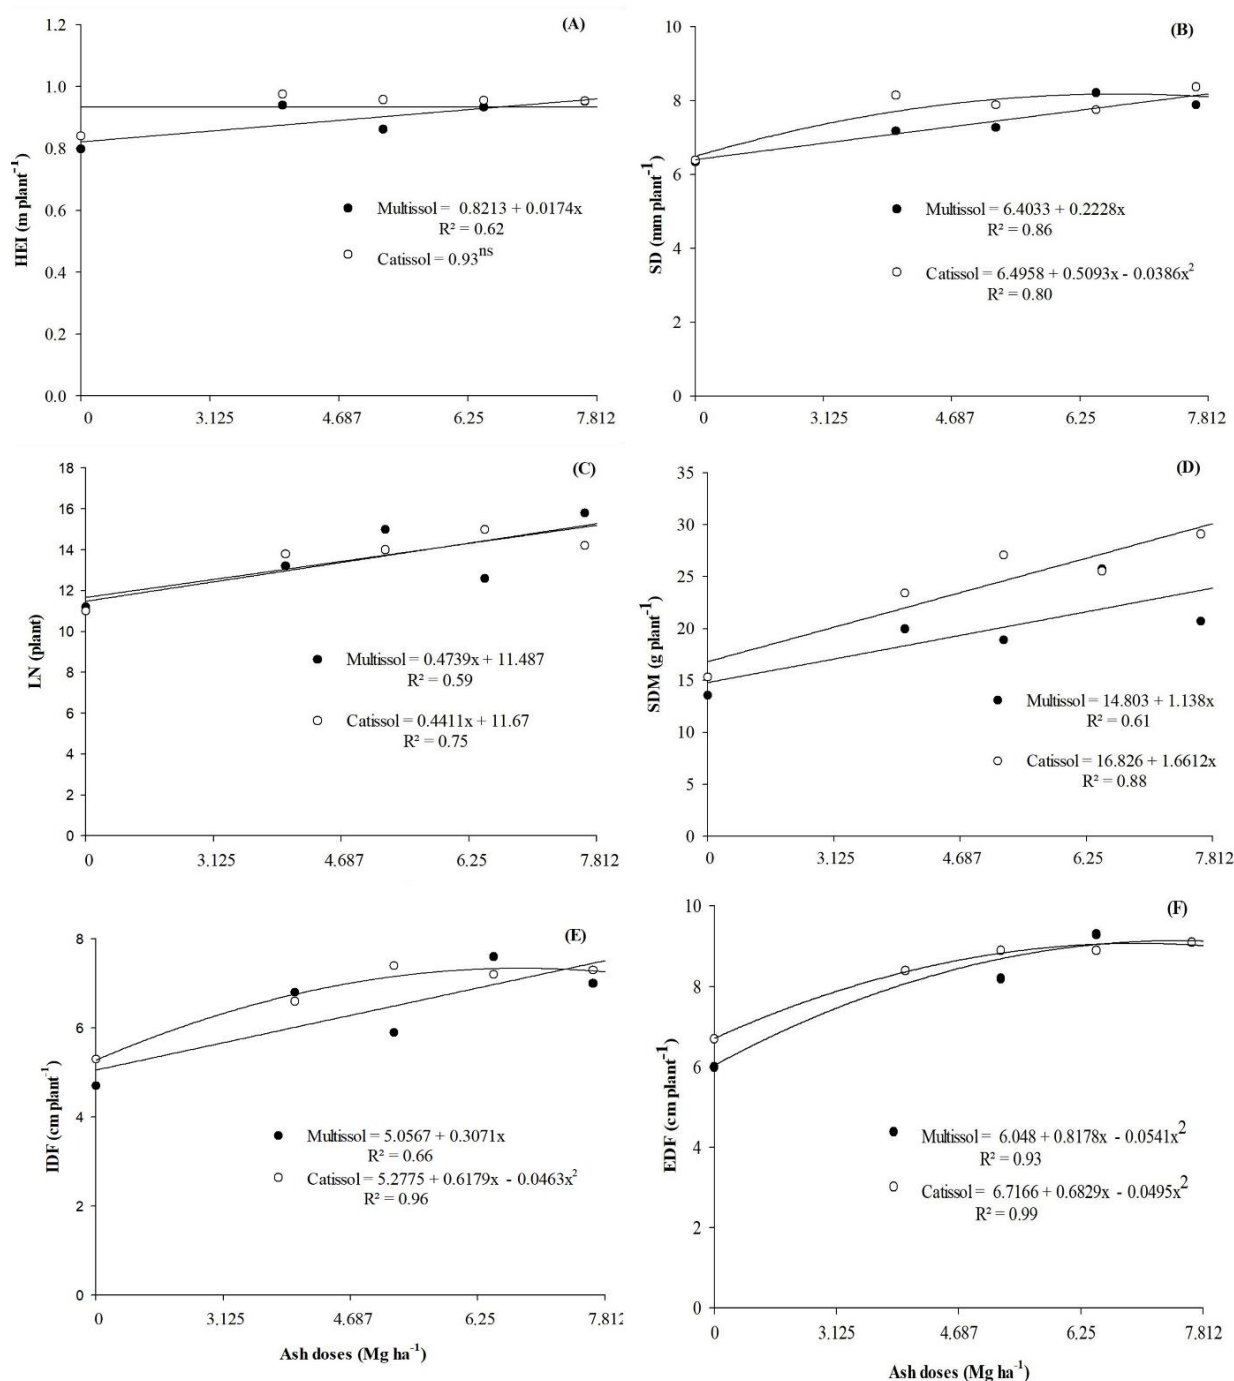 (A)
1.2
1.0
0.8
0.6
0.4
0.2
0.0
HEI (m plant⁻¹)
Multissol = 0.8213 + 0.0174x
R² = 0.62
Catissol = 0.93ⁿˢ
0 3.125 4.687 6.25 7.812
(B)
10
8
6
4
2
0
SD (mm plant⁻¹)
Multissol = 6.4033 + 0.2228x
R² = 0.86
Catissol = 6.4958 + 0.5093x - 0.0386x²
R² = 0.80
0 3.125 4.687 6.25 7.812
(C)
18
16
14
12
10
8
6
4
2
0
LN (plant)
Multissol = 0.4739x + 11.487
R² = 0.59
Catissol = 0.4411x + 11.67
R² = 0.75
0 3.125 4.687 6.25 7.812
(D)
35
30
25
20
15
10
5
0
SDM (g plant⁻¹)
Multissol = 14.803 + 1.138x
R² = 0.61
Catissol = 16.826 + 1.6612x
R² = 0.88
0 3.125 4.687 6.25 7.812
(E)
8
6
4
2
0
IDF (cm plant⁻¹)
Multissol = 5.0567 + 0.3071x
R² = 0.66
Catissol = 5.2775 + 0.6179x - 0.0463x²
R² = 0.96
0 3.125 4.687 6.25 7.812
Ash doses (Mg ha⁻¹)
(F)
10
8
6
4
2
0
EDF (cm plant⁻¹)
Multissol = 6.048 + 0.8178x - 0.0541x²
R² = 0.93
Catissol = 6.7166 + 0.6829x - 0.0495x²
R² = 0.99
0 3.125 4.687 6.25 7.812
Ash doses (Mg ha⁻¹)